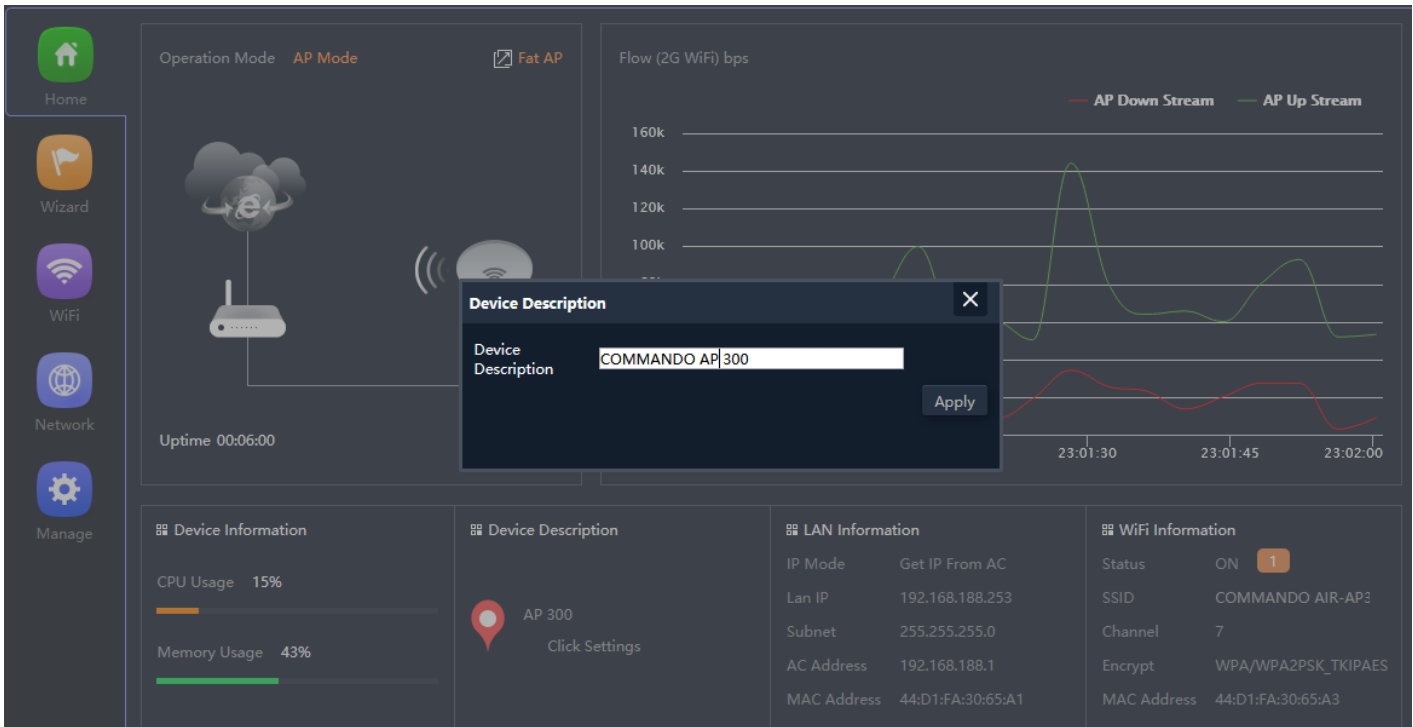 Home
Wizard
WiFi
Network
Manage
Operation Mode AP Mode
Fat AP
Uptime 00:06:00
Flow (2G WiFi) bps
AP Down Stream AP Up Stream
160k
140k
120k
100k
23:01:30 23:01:45 23:02:00
Device Description
Device
Description
COMMANDO AP 300
Apply
Device Information
CPU Usage 15%
Memory Usage 43%
Device Description
AP 300
Click Settings
LAN Information
IP Mode Get IP From AC
Lan IP 192.168.188.253
Subnet 255.255.255.0
AC Address 192.168.188.1
MAC Address 44:D1:FA:30:65:A1
WiFi Information
Status ON 1
SSID COMMANDO AIR-AP3
Channel 7
Encrypt WPA/WPA2PSK_TKIPAES
MAC Address 44:D1:FA:30:65:A3